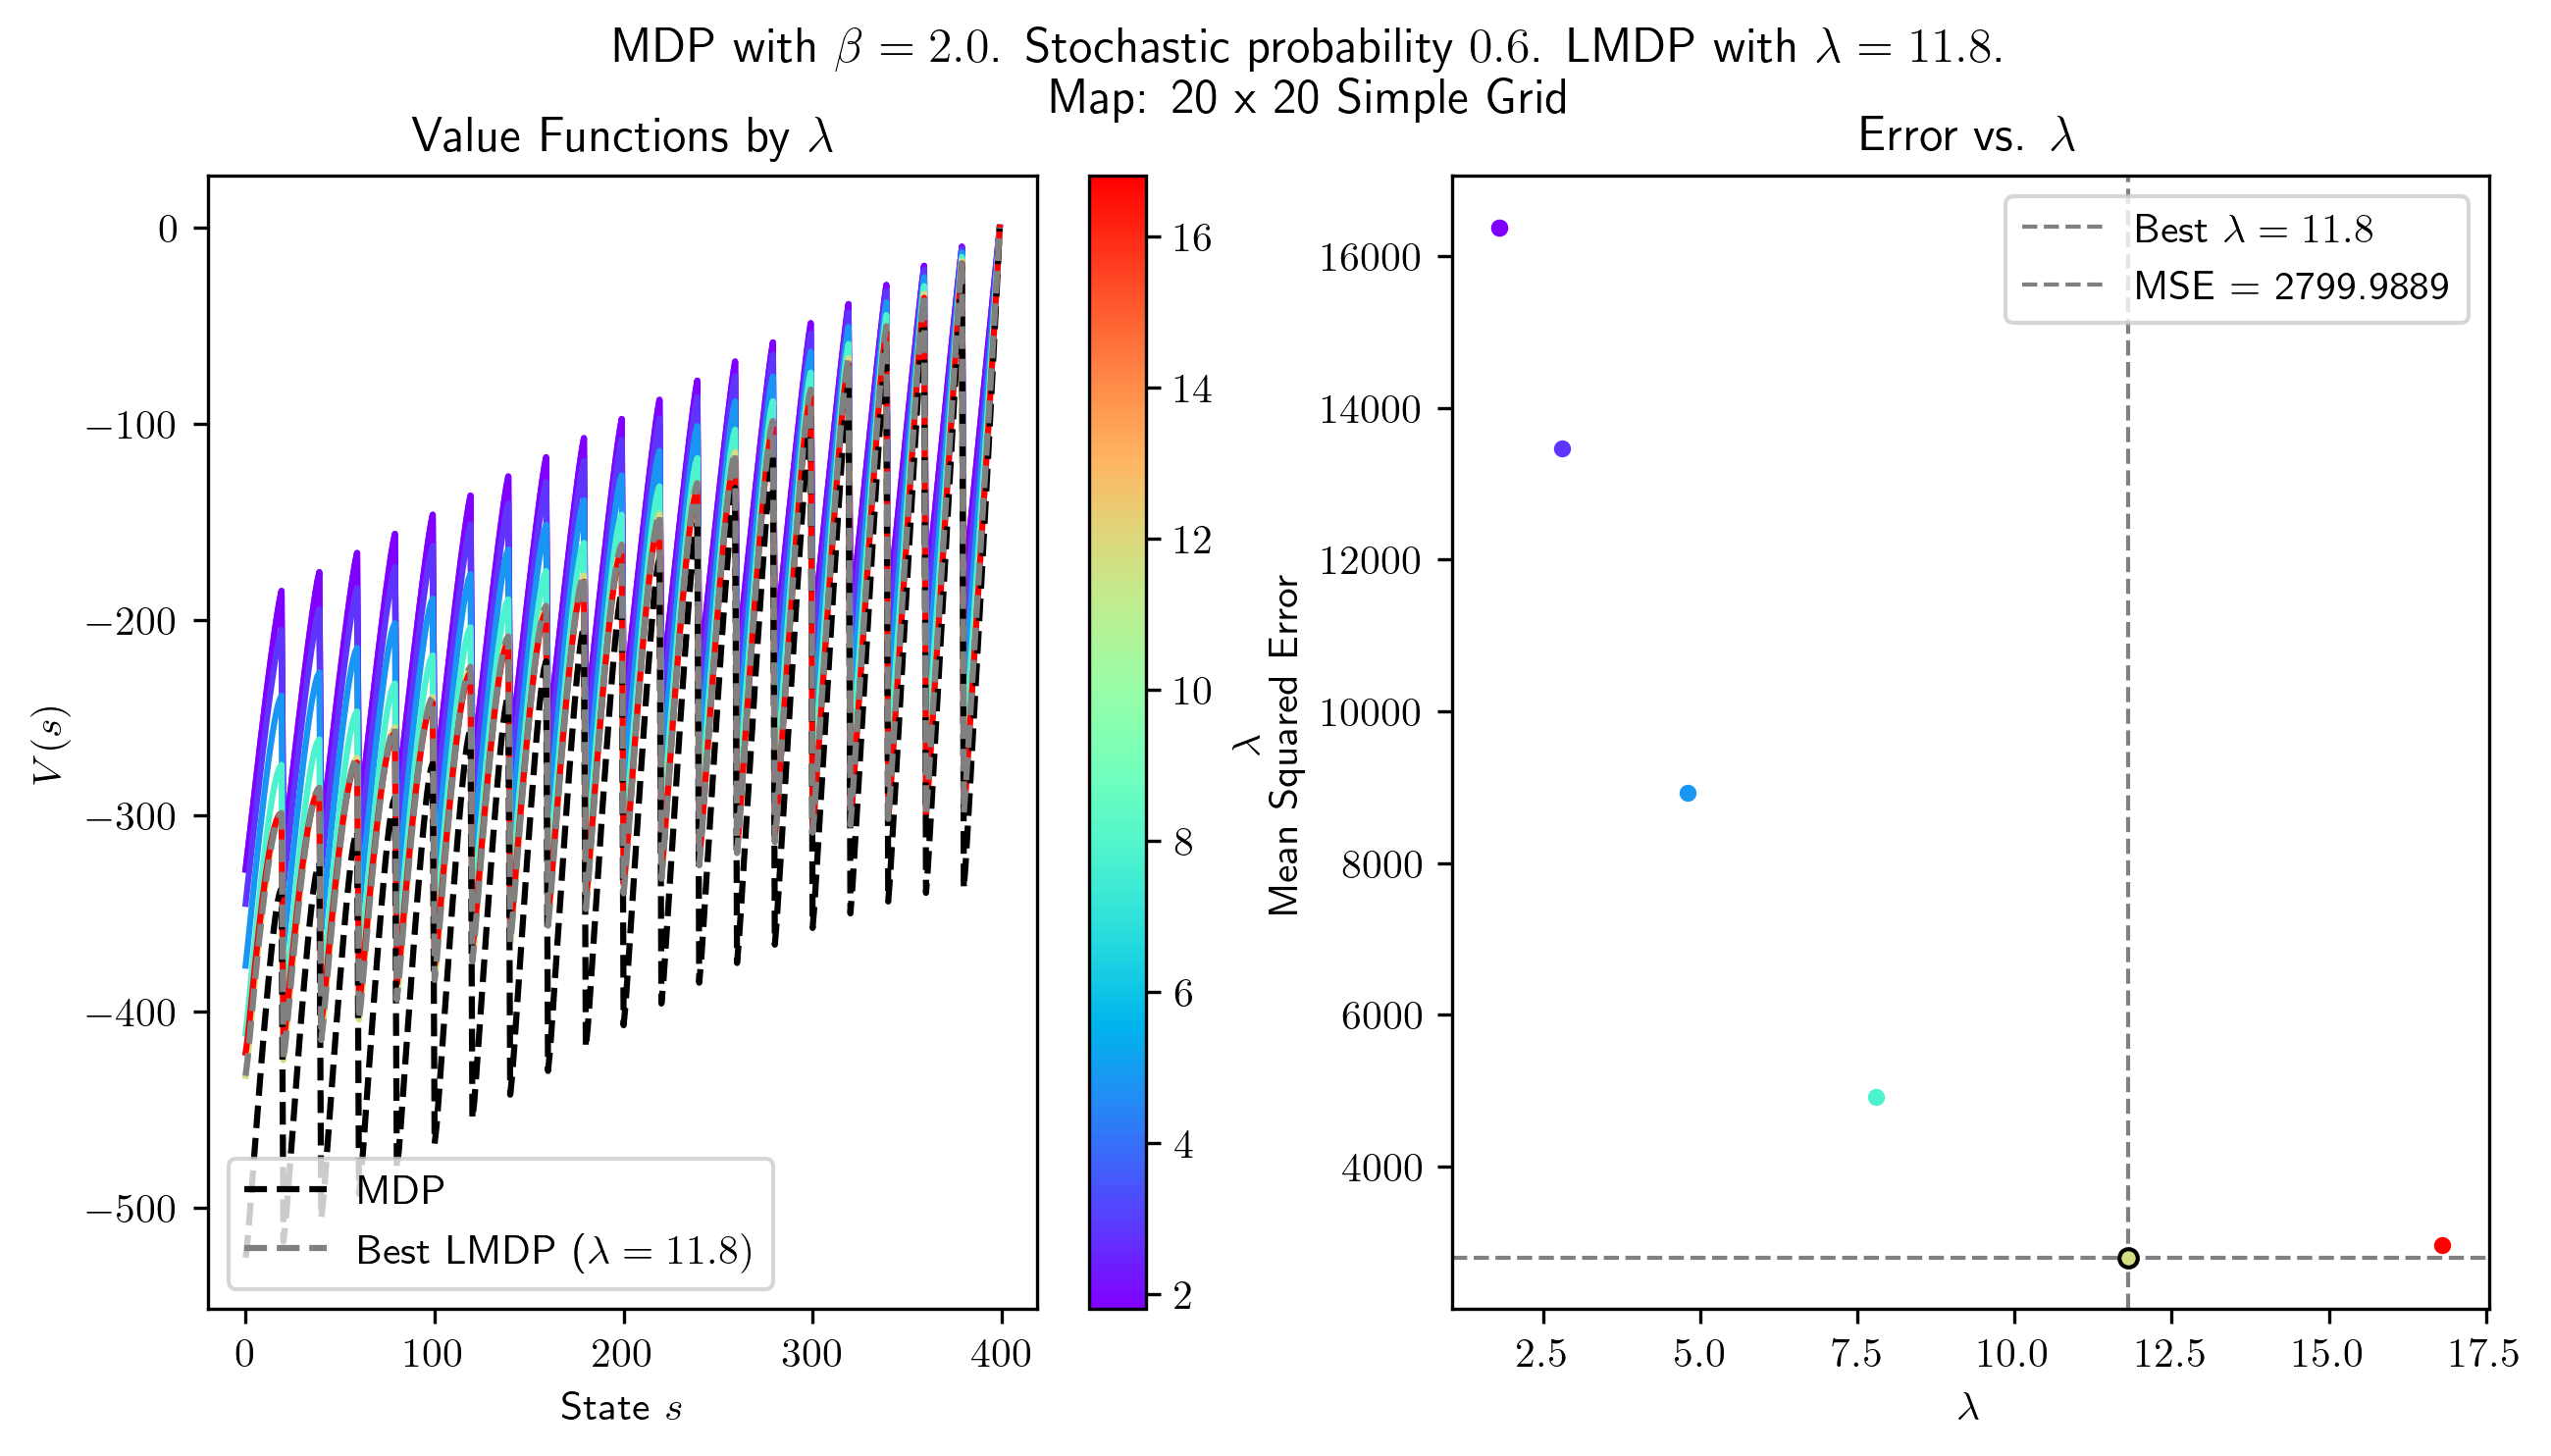 MDP with β = 2.0. Stochastic probability 0.6. LMDP with λ = 11.8.
Map: 20 x 20 Simple Grid
Value Functions by λ
0
−100
−200
−300
−400
−500
V(s)
MDP
Best LMDP (λ = 11.8)
0
100
200
300
400
State s
16
14
12
10
8
6
4
2
λ
Error vs. λ
Mean Squared Error
16000
14000
12000
10000
8000
6000
4000
Best λ = 11.8
MSE = 2799.9889
2.5
5.0
7.5
10.0
12.5
15.0
17.5
λ